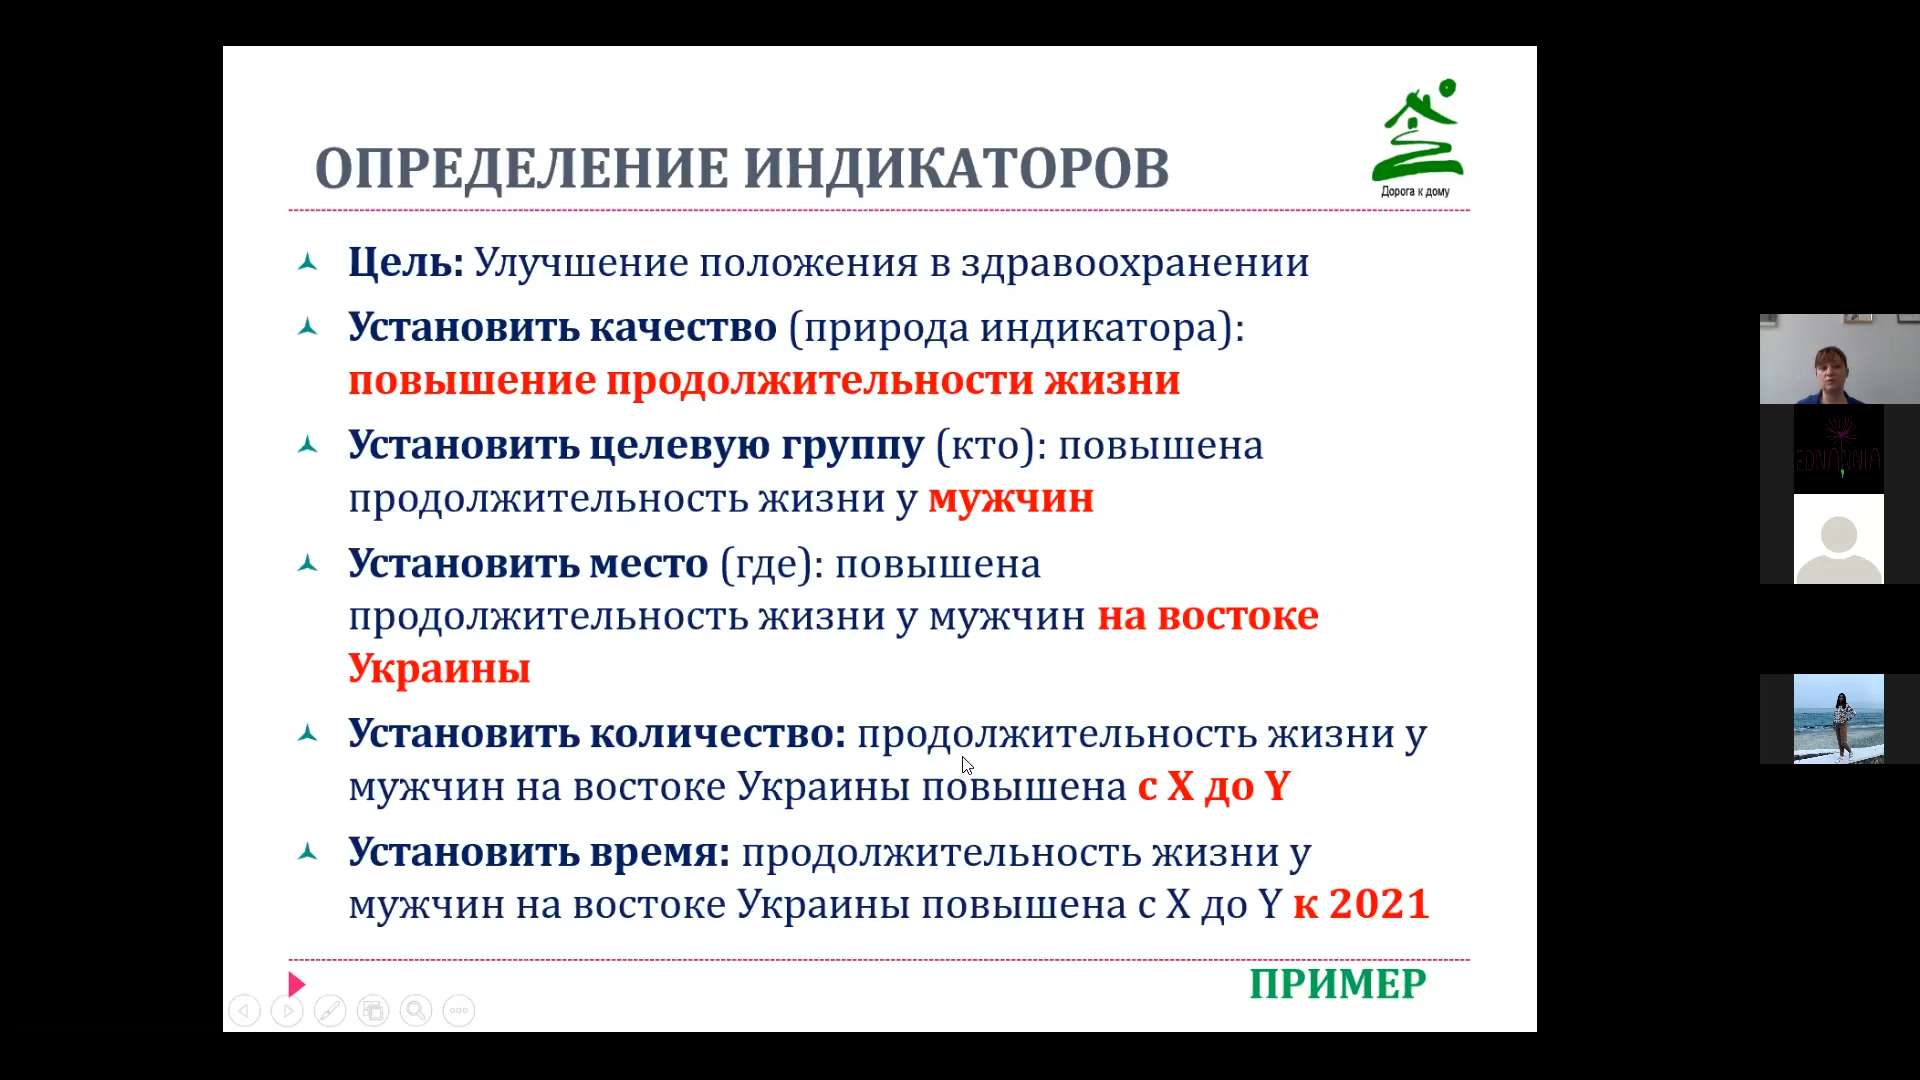 ОПРЕДЕЛЕНИЕ ИНДИКАТОРОВ
Дорога к дому
Цель: Улучшение положения в здравоохранении
Установить качество (природа индикатора):
повышение продолжительности жизни
Установить целевую группу (кто): повышена
продолжительность жизни у мужчин
Установить место (где): повышена
продолжительность жизни у мужчин на востоке
Украины
Установить количество: продолжительность жизни у
мужчин на востоке Украины повышена с X до Y
Установить время: продолжительность жизни у
мужчин на востоке Украины повышена с X до Y к 2021
ПРИМЕР
EDNANNIA